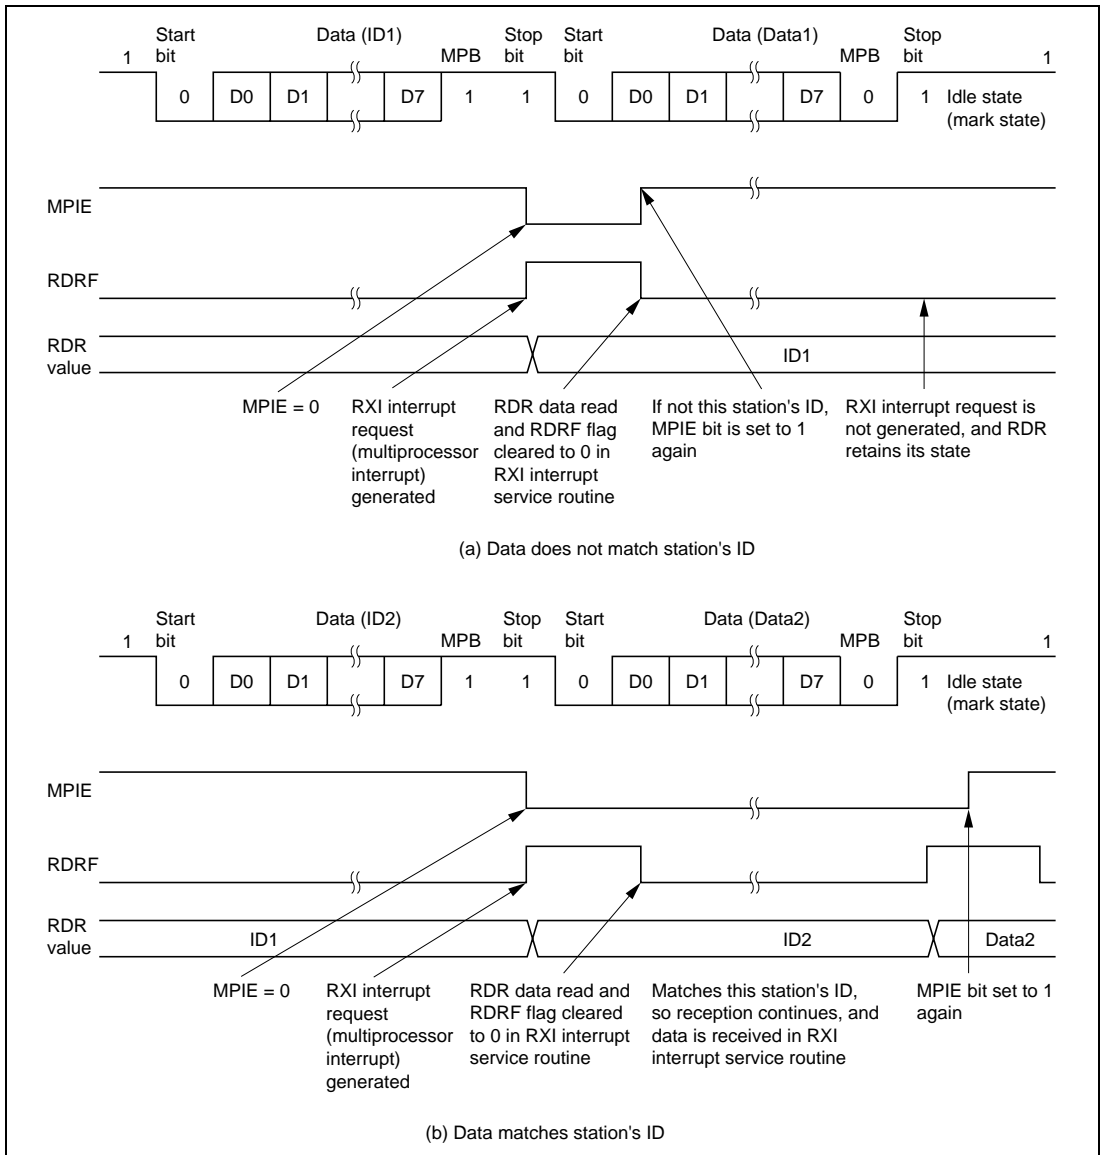 Start Data (ID1) Stop Start Data (Data1) Stop
1 bit MPB bit bit MPB bit 1
0 D0 D1 D7 1 1 0 D0 D1 D7 0 1 Idle state
(mark state)
MPIE
RDRF
RDR
value
ID1
MPIE = 0
RXI interrupt
request
(multiprocessor
interrupt)
generated
RDR data read
and RDRF flag
cleared to 0 in
RXI interrupt
service routine
If not this station's ID,
MPIE bit is set to 1
again
RXI interrupt request is
not generated, and RDR
retains its state
(a) Data does not match station's ID
Start Data (ID2) Stop Start Data (Data2) Stop
1 bit MPB bit bit MPB bit 1
0 D0 D1 D7 1 1 0 D0 D1 D7 0 1 Idle state
(mark state)
MPIE
RDRF
RDR
value
ID1 ID2 Data2
MPIE = 0
RXI interrupt
request
(multiprocessor
interrupt)
generated
RDR data read and
RDRF flag cleared
to 0 in RXI interrupt
service routine
Matches this station's ID,
so reception continues, and
data is received in RXI
interrupt service routine
MPIE bit set to 1
again
(b) Data matches station's ID